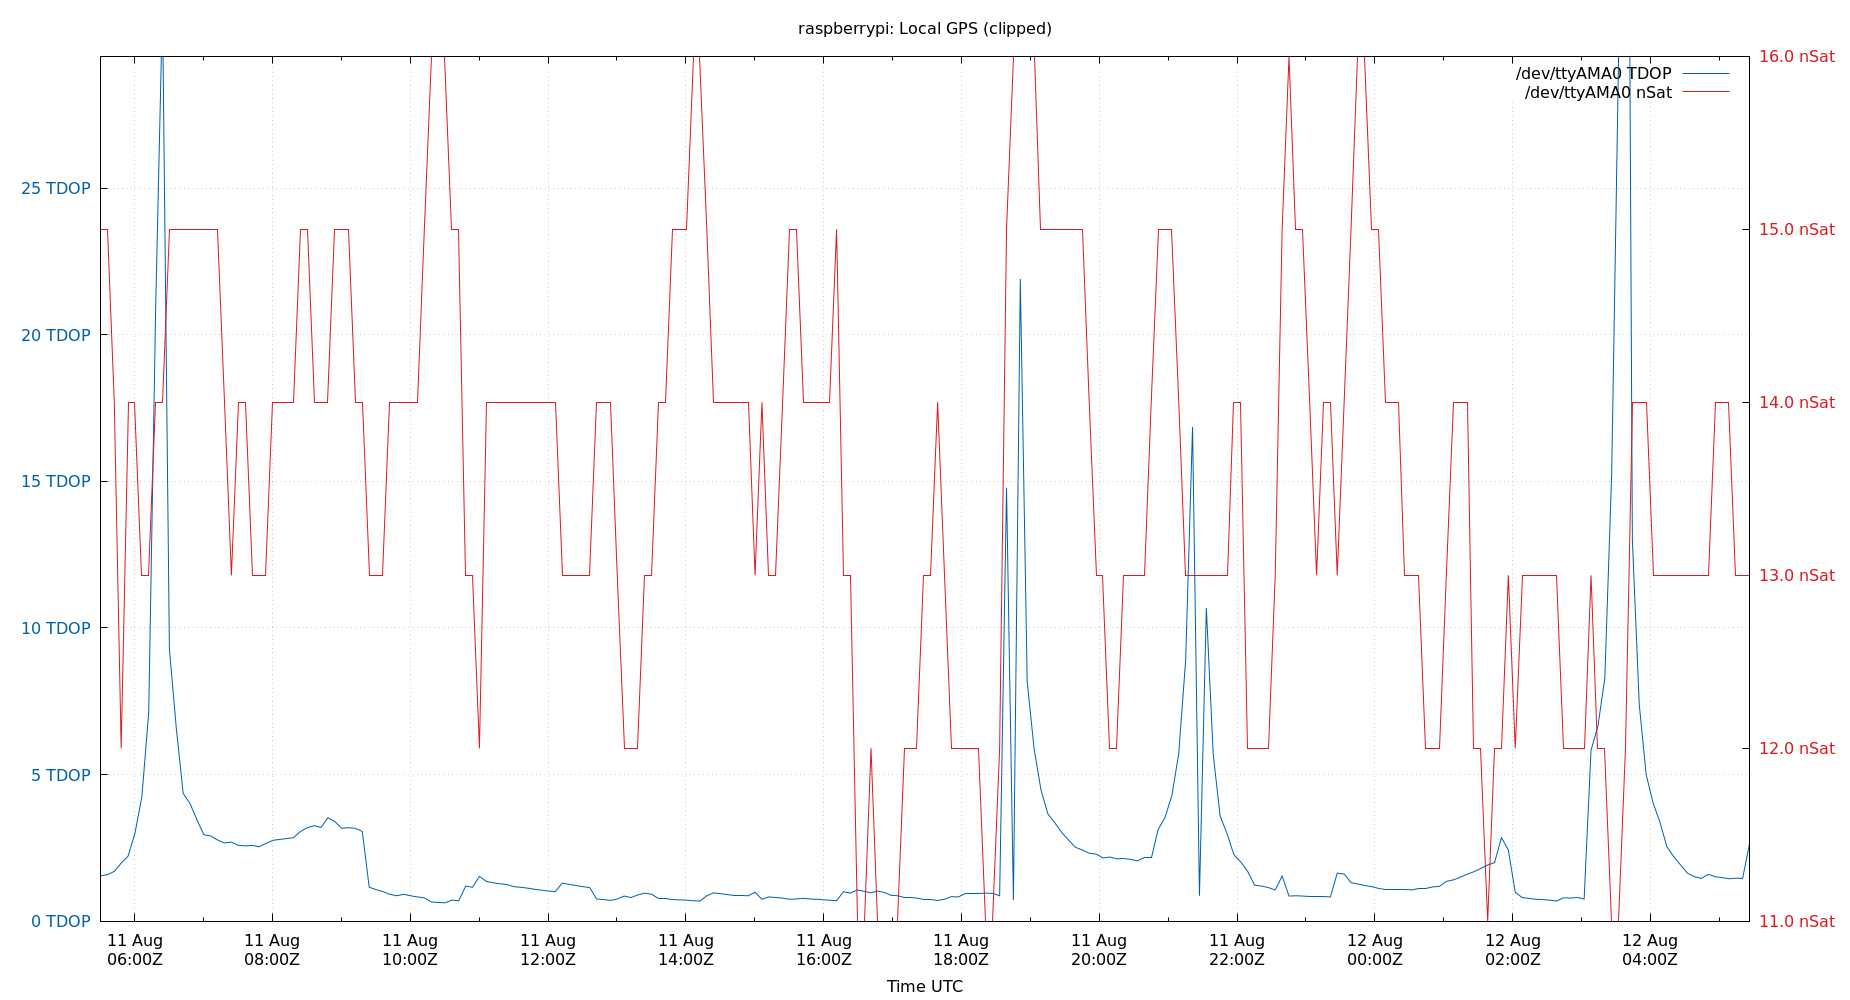 raspberrypi: Local GPS (clipped)
/dev/ttyAMA0 TDOP
/dev/ttyAMA0 nSat
25 TDOP
20 TDOP
15 TDOP
10 TDOP
5 TDOP
0 TDOP
16.0 nSat
15.0 nSat
14.0 nSat
13.0 nSat
12.0 nSat
11.0 nSat
11 Aug
06:00Z
11 Aug
08:00Z
11 Aug
10:00Z
11 Aug
12:00Z
11 Aug
14:00Z
11 Aug
16:00Z
11 Aug
18:00Z
11 Aug
20:00Z
11 Aug
22:00Z
12 Aug
00:00Z
12 Aug
02:00Z
12 Aug
04:00Z
Time UTC